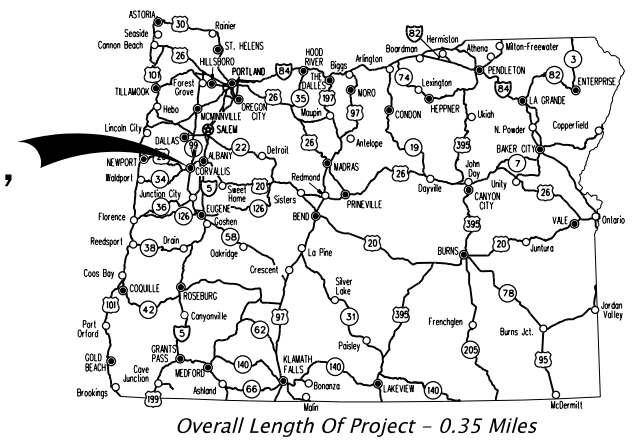 ASTORIA 30 Rainier 82 Hermiston Milton-Freewater
Seaside ST. HELENS Boardman Athena 3
Cannon Beach 26 HOOD RIVER Biggs Arlington
HILLSBORO 84 PENDLETON 82 ENTERPRISE
101 Forest Grove PORTLAND THE DALLES 74 Lexington 84
TILLAMOOK 35 197 MORO HEPPNER LA GRANDE
Hebo OREGON CITY 26 97 CONDON Ukiah
MCMINNVILLE Maupin N. Powder Copperfield
Lincoln City SALEM
DALLAS 99 22 Detroit 26 Antelope 19 395 BAKER CITY
, NEWPORT 20 ALBANY MADRAS John Day 7
Waldport 34 CORVALLIS Redmond 26 Unity
Junction City 5 Sweet Home 20 Sisters Dayville CANYON CITY 26
36 126 EUGENE 126 PRINEVILLE
Florence Goshen BEND 395 VALE Ontario
Reedsport 58 20 BURNS 20 Juntura
38 Drain Oakridge La Pine
Coos Bay Crescent Silver Lake
COQUILLE ROSEBURG 78
42 97 31 395 Jordan Valley
101 Canyonville 62 Frenchglen Burns Jct.
Port Orford 5 Paisley 205
GRANTS PASS 95
GOLD BEACH MEDFORD 140 KLAMATH FALLS 140
Cave Junction Bonanza LAKEVIEW 140
Brookings 199 Ashland 66 Malin McDermitt
Overall Length Of Project - 0.35 Miles